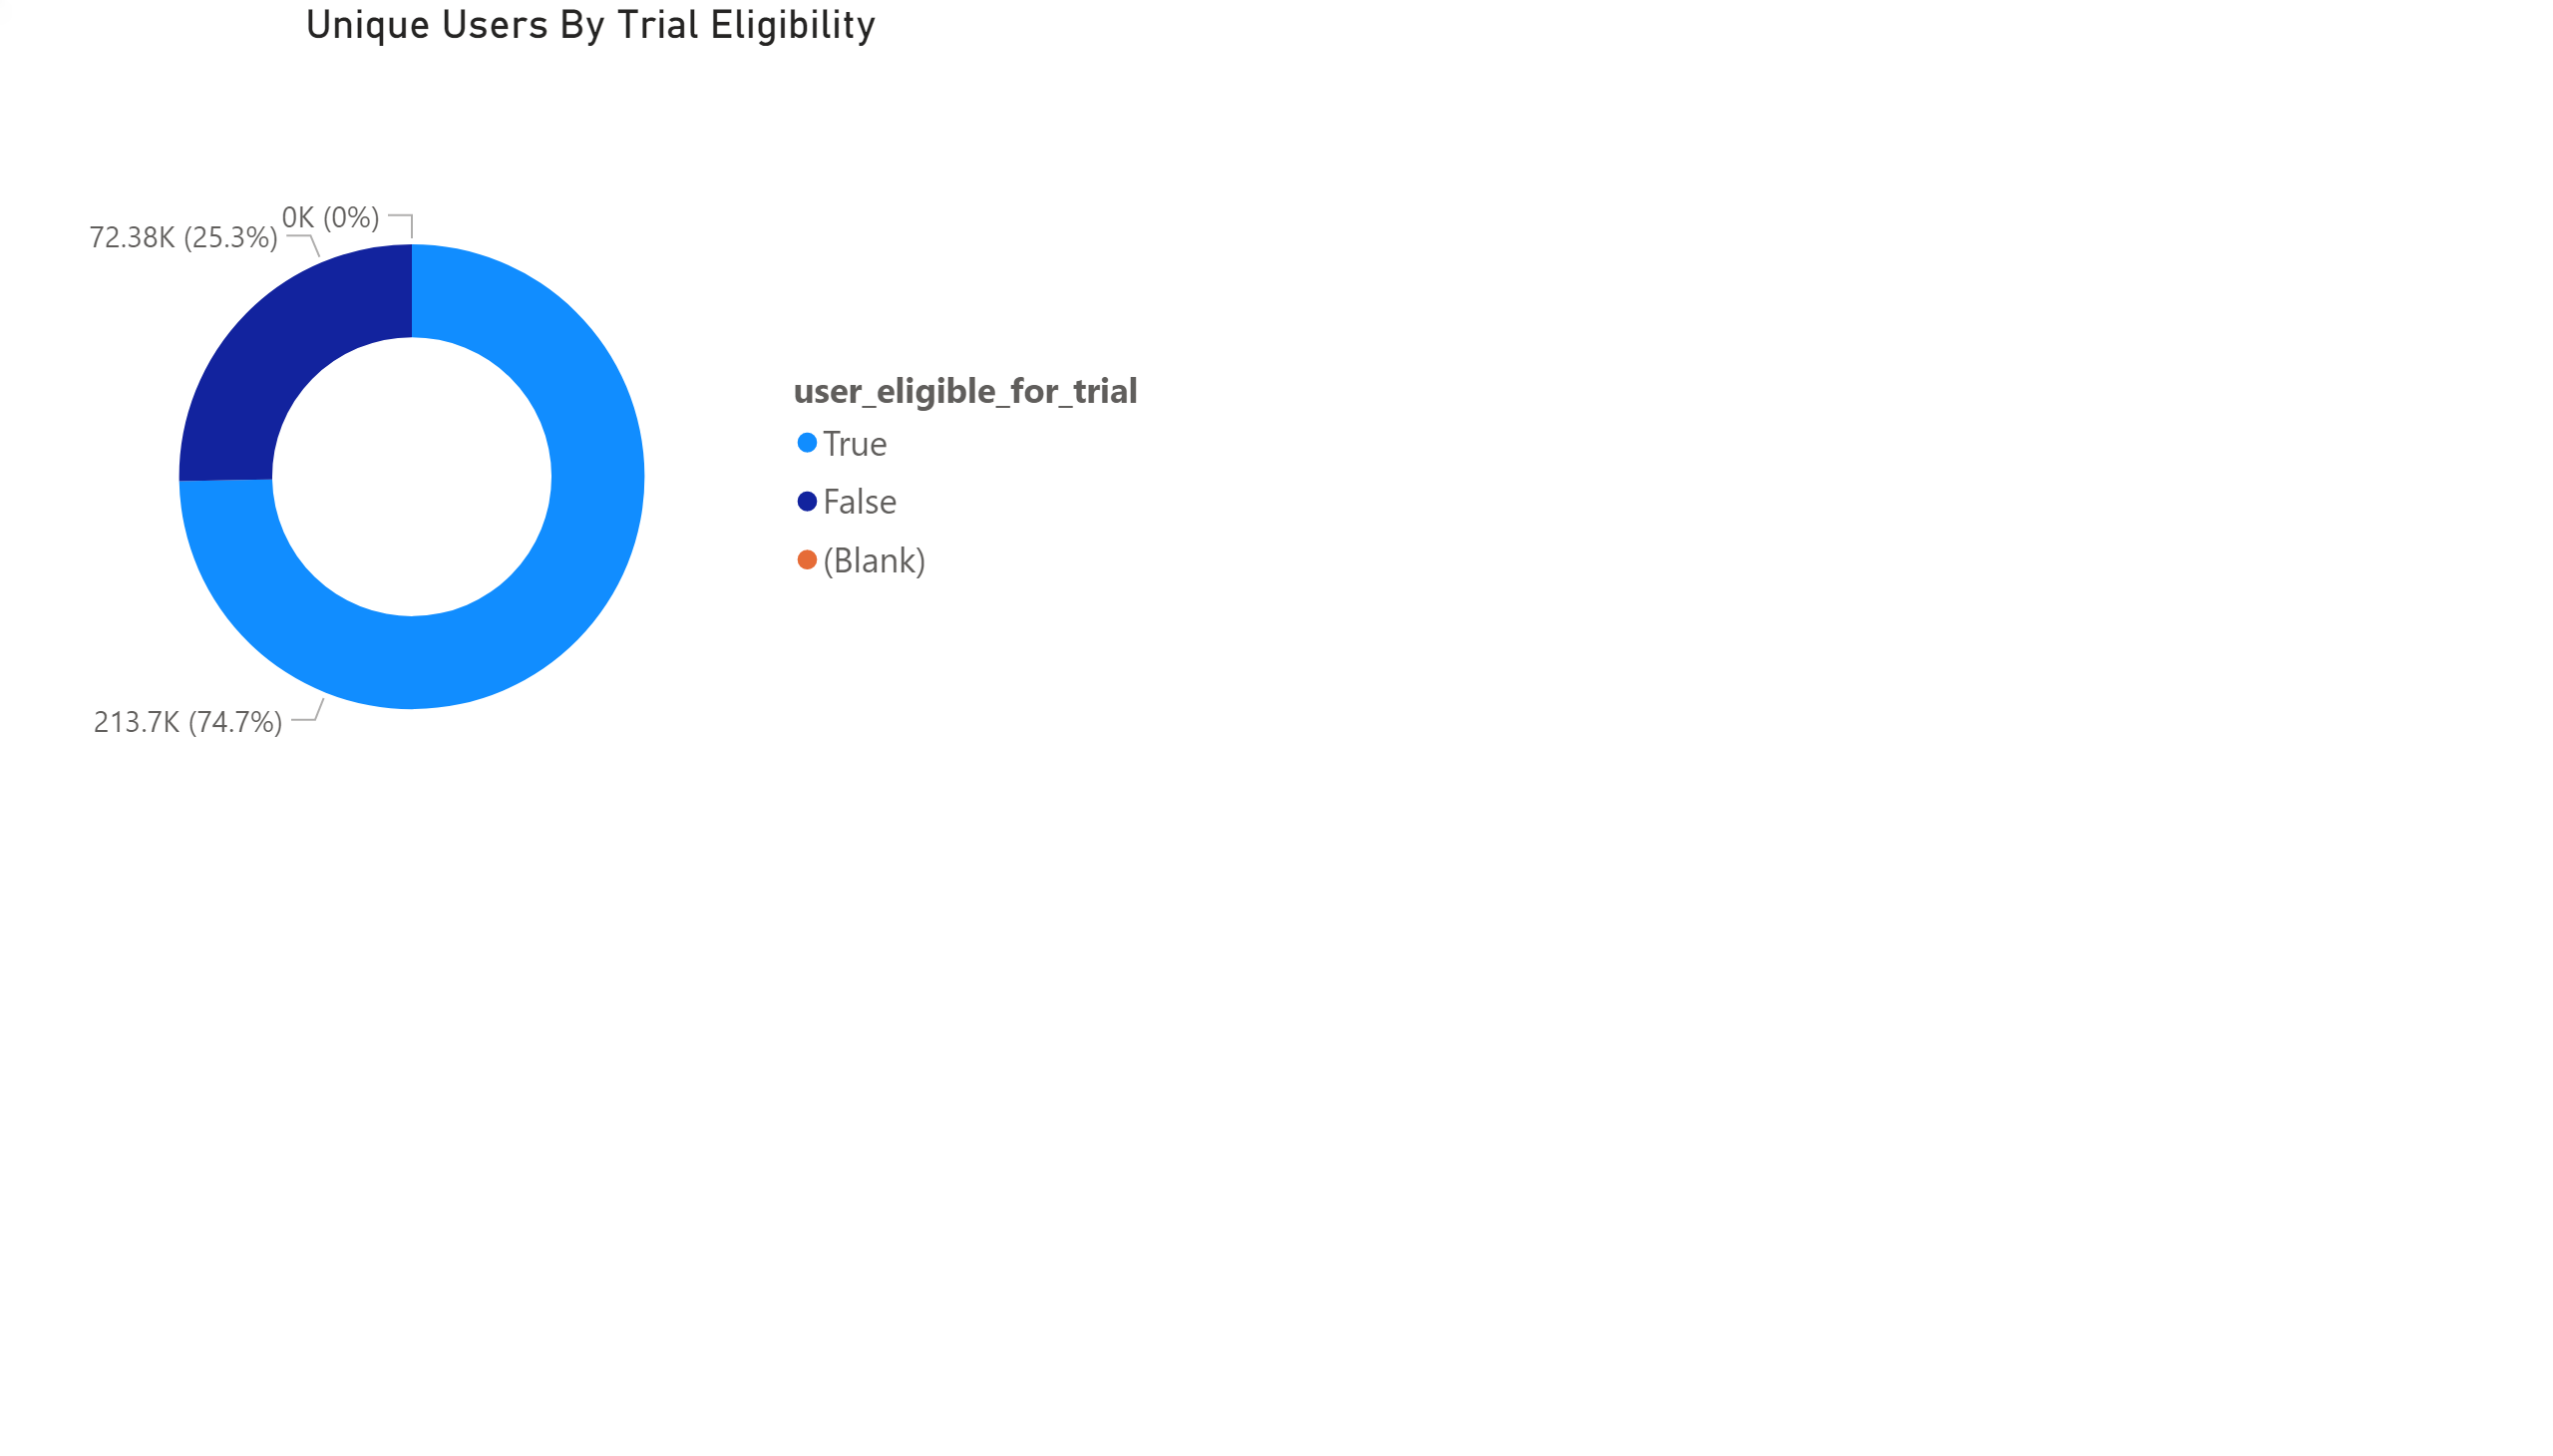 Unique Users By Trial Eligibility
0K (0%)
72.38K (25.3%)
user_eligible_for_trial
True
False
(Blank)
213.7K (74.7%)